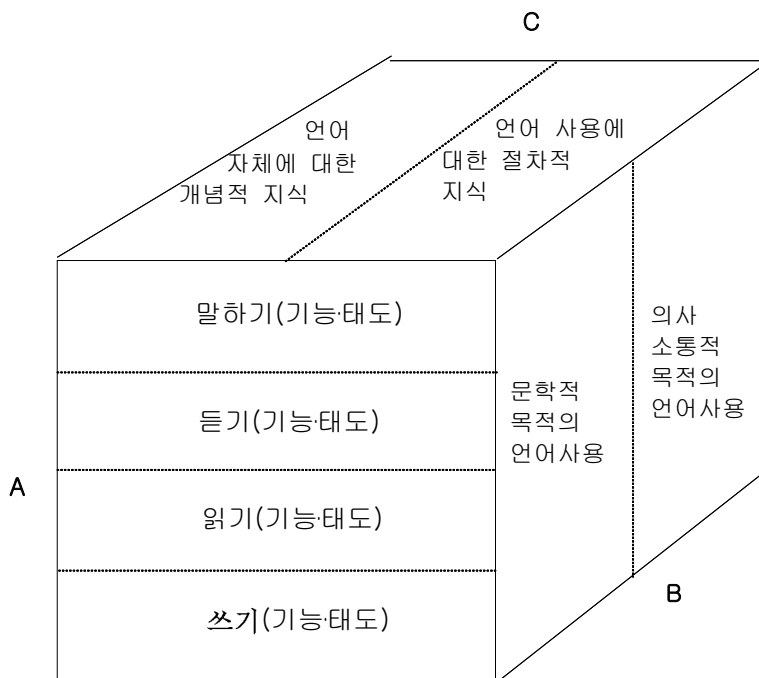 C
언어
자체에 대한
개념적 지식
언어 사용에
대한 절차적
지식
말하기(기능·태도)
듣기(기능·태도)
읽기(기능·태도)
쓰기(기능·태도)
문학적
목적의
언어사용
의사
소통적
목적의
언어사용
A
B